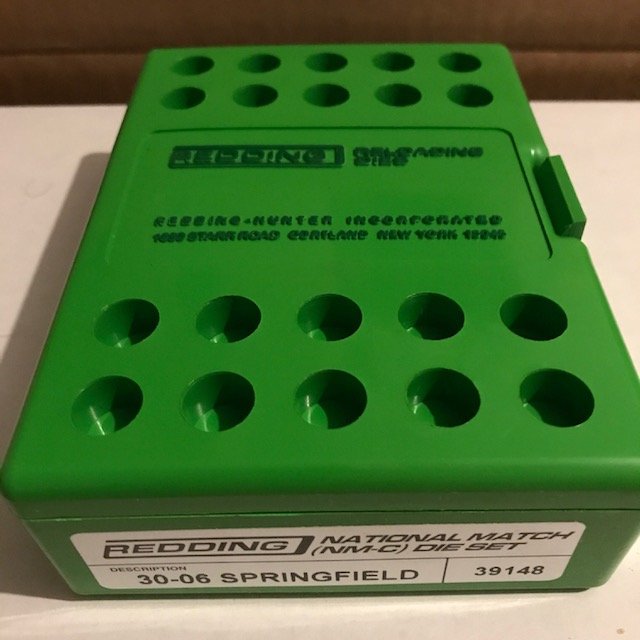 REDDING RELOADING
DIES
REDDING-HUNTER INCORPORATED
1089 STARR ROAD CORTLAND NEW YORK 13045
REDDING NATIONAL MATCH
(NM-C) DIE SET
DESCRIPTION
30-06 SPRINGFIELD 39148